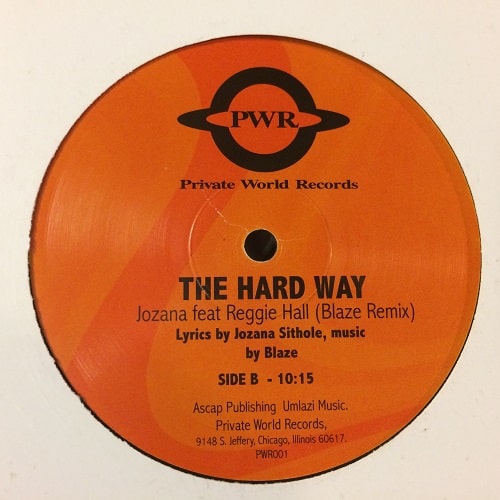 PWR
Private World Records
THE HARD WAY
Jozana feat Reggie Hall (Blaze Remix)
Lyrics by Jozana Sithole, music
by Blaze
SIDE B - 10:15
Ascap Publishing Umlazi Music.
Private World Records,
9148 S. Jeffery, Chicago, Illinois 60617.
PWR001